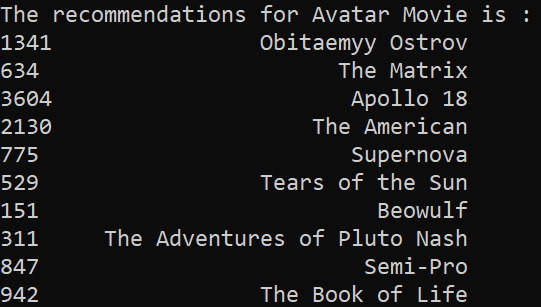 The recommendations for Avatar Movie is :
1341 Obitaemyy Ostrov
634 The Matrix
3604 Apollo 18
2130 The American
775 Supernova
529 Tears of the Sun
151 Beowulf
311 The Adventures of Pluto Nash
847 Semi-Pro
942 The Book of Life